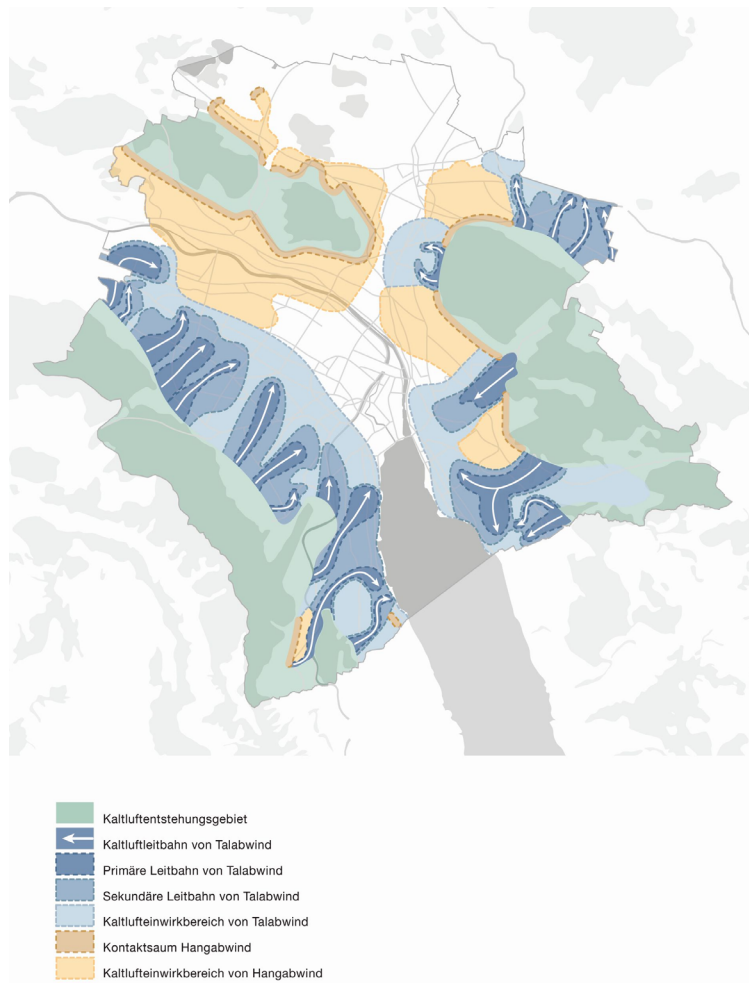 Kaltluftentstehungsgebiet
Kaltluftleitbahn von Talabwind
Primäre Leitbahn von Talabwind
Sekundäre Leitbahn von Talabwind
Kaltlufteinwirkbereich von Talabwind
Kontaktsaum Hangabwind
Kaltlufteinwirkbereich von Hangabwind